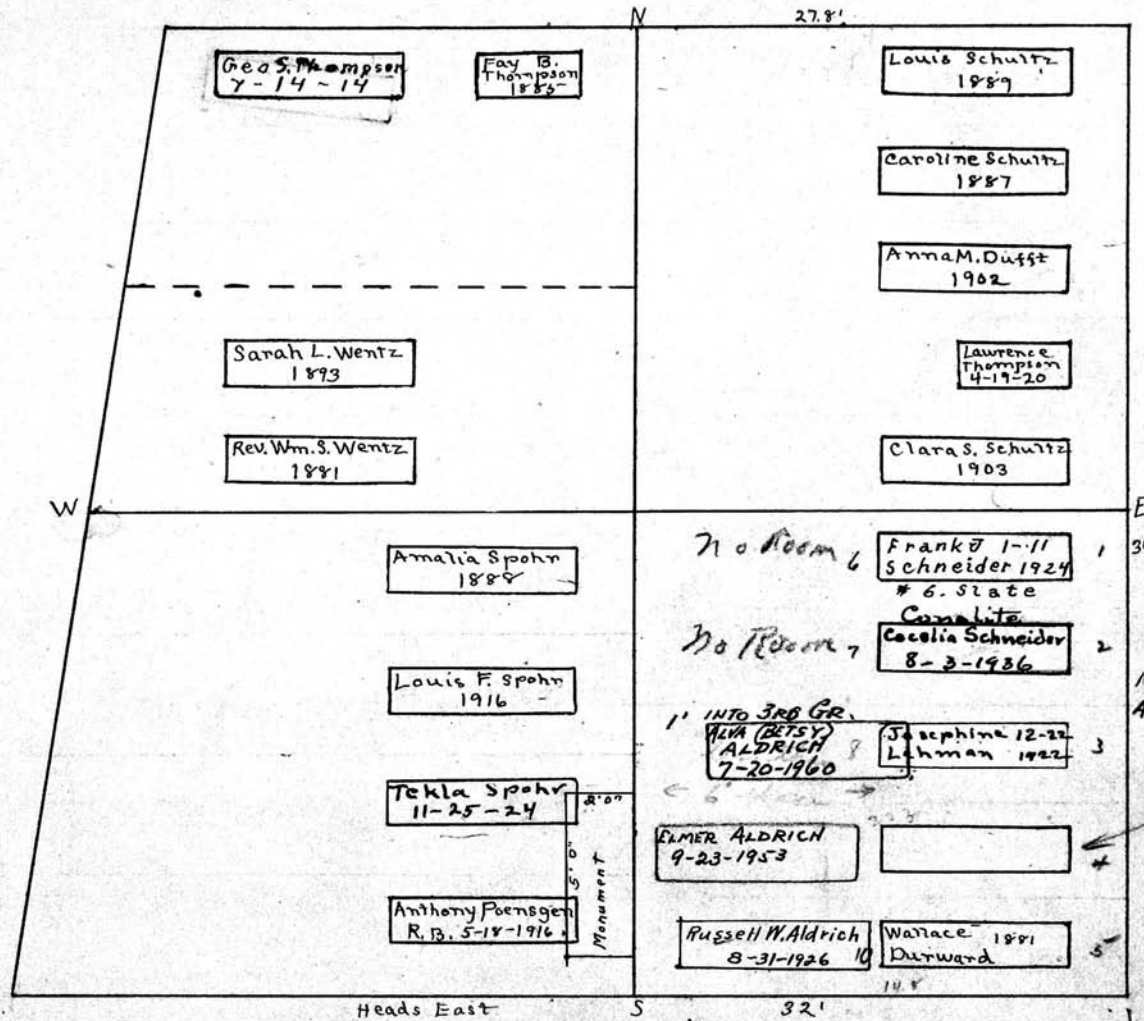 N
27.8'
Geo S. Thompson
7-14-14
Fay B.
Thompson
1885
Louis Schultz
1889
Caroline Schultz
1887
Anna M. Dufft
1902
Sarah L. Wentz
1893
Lawrence
Thompson
4-19-20
Rev. Wm. S. Wentz
1881
Clara S. Schultz
1903
W
E
Amalia Spohn
1888
No Room 6
Frank J 1-11
Schneider 1924
1
# 6. Slate
No Room 7
Cecelia Schneider
8-3-1936
2
Louis F. Spohn
1916
1' INTO 3RD GR.
ALVA (BETSY)
ALDRICH 8
7-20-1960
Josephine 12-22
Lehman 1922
3
Tekla Spohr
11-25-24
2'0"
5'0"
Monument
ELMER ALDRICH
9-23-1953
4
Anthony Poensgen
R.B. 5-18-1916
Russell W. Aldrich
8-31-1926 10
Wallace 1881
Durward
5
Heads East
S
32'